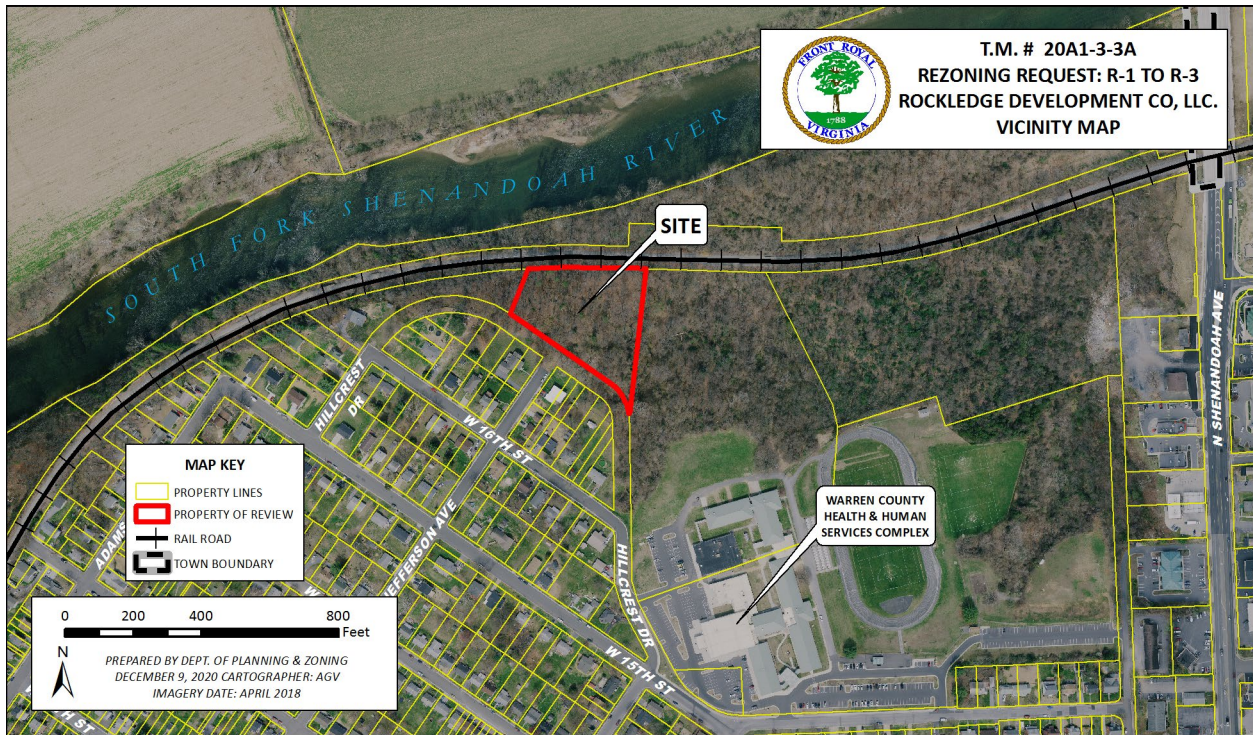 T.M. # 20A1-3-3A
REZONING REQUEST: R-1 TO R-3
ROCKLEDGE DEVELOPMENT CO, LLC.
VICINITY MAP
FRONT ROYAL
1788
VIRGINIA
SOUTH FORK SHENANDOAH RIVER
SITE
N SHENANDOAH AVE
HILLCREST
DR
W 16TH ST
MAP KEY
PROPERTY LINES
PROPERTY OF REVIEW
RAIL ROAD
TOWN BOUNDARY
WARREN COUNTY
HEALTH & HUMAN
SERVICES COMPLEX
ADAMS
JEFFERSON AVE
HILLCREST DR
W 15TH ST
0 200 400 800
Feet
N
PREPARED BY DEPT. OF PLANNING & ZONING
DECEMBER 9, 2020 CARTOGRAPHER: AGV
IMAGERY DATE: APRIL 2018
TH ST